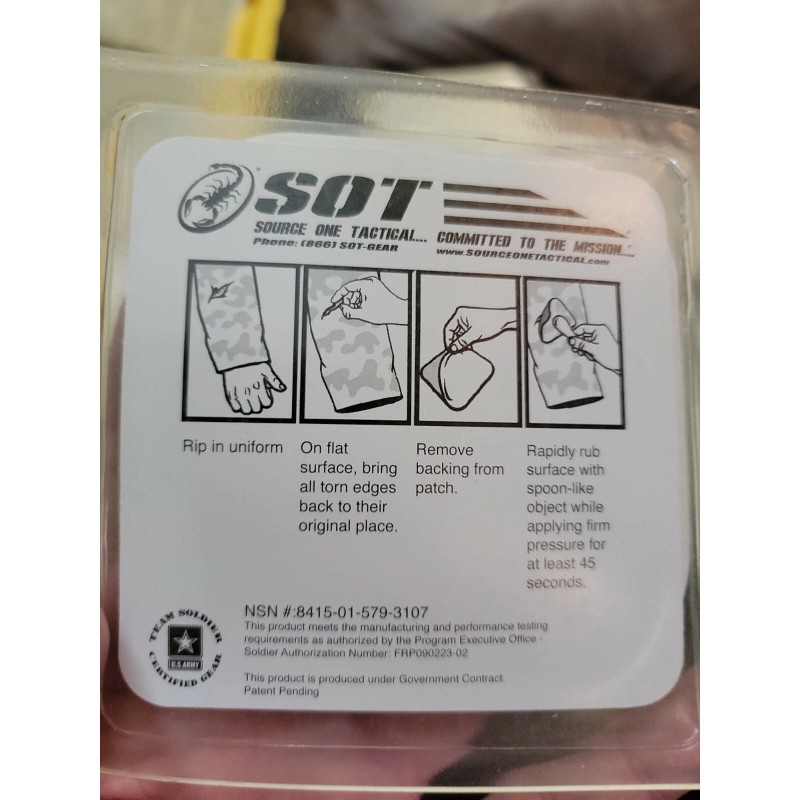 SOT
SOURCE ONE TACTICAL.... COMMITTED TO THE MISSION...
Phone: (866) SOT-GEAR www.SOURCEONETACTICAL.com
Rip in uniform
On flat
surface, bring
all torn edges
back to their
original place.
Remove
backing from
patch.
Rapidly rub
surface with
spoon-like
object while
applying firm
pressure for
at least 45
seconds.
TEAM SOLDIER
U.S. ARMY
CERTIFIED GEAR
NSN #:8415-01-579-3107
This product meets the manufacturing and performance testing
requirements as authorized by the Program Executive Office -
Soldier Authorization Number: FRP090223-02
This product is produced under Government Contract.
Patent Pending